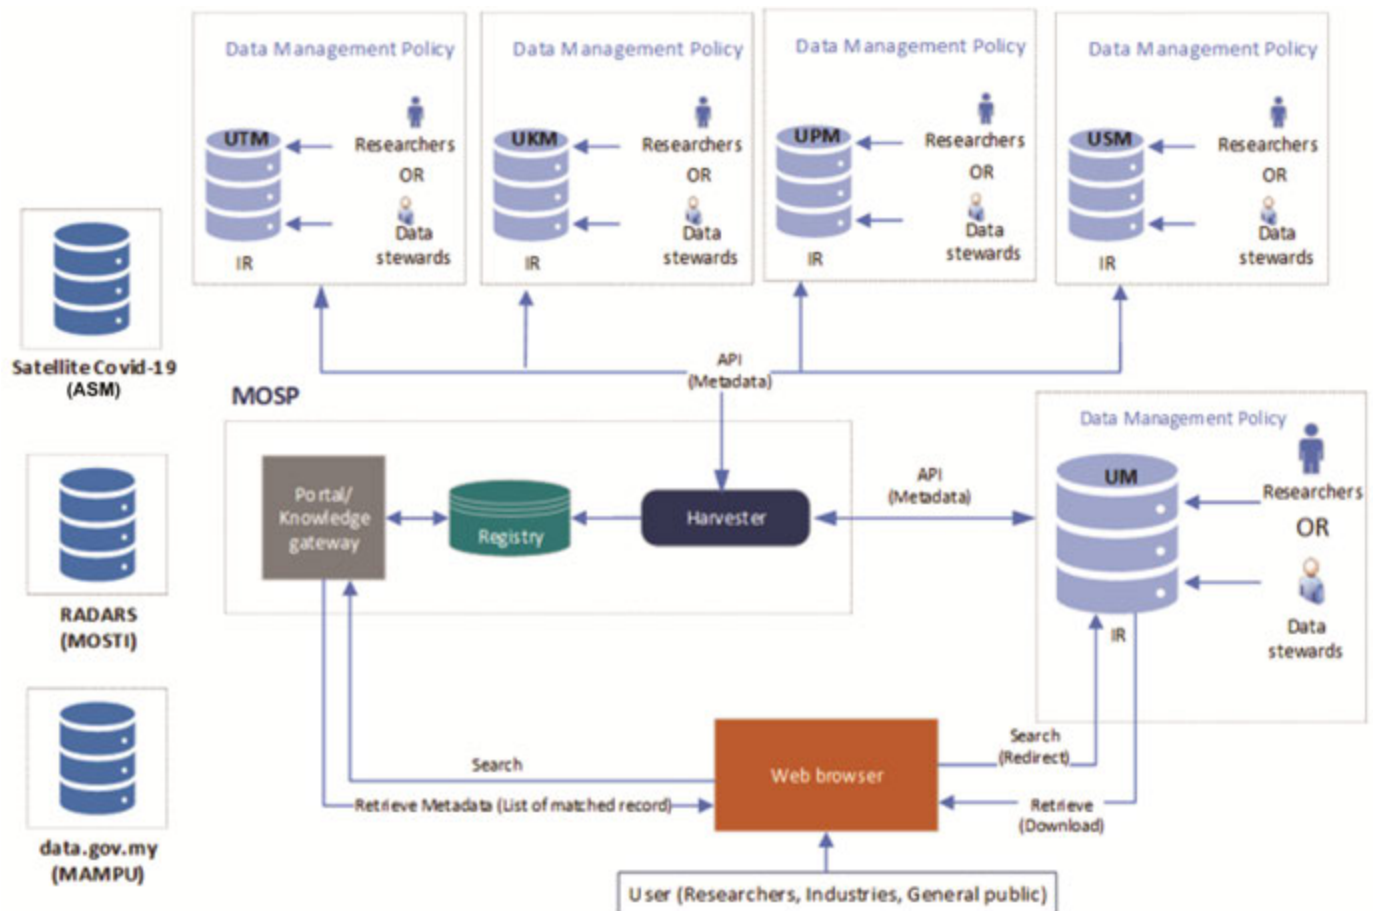 Data Management Policy
UTM
Researchers
OR
Data
stewards
IR
Data Management Policy
UKM
Researchers
OR
Data
stewards
IR
Data Management Policy
UPM
Researchers
OR
Data
stewards
IR
Data Management Policy
USM
Researchers
OR
Data
stewards
IR
Satellite Covid-19
(ASM)
RADARS
(MOSTI)
data.gov.my
(MAMPU)
API
(Metadata)
MOSP
Portal/
Knowledge
gateway
Registry
Harvester
API
(Metadata)
Data Management Policy
UM
Researchers
OR
Data
stewards
IR
Search
Retrieve Metadata (List of matched record)
Web browser
Search
(Redirect)
Retrieve
(Download)
User (Researchers, Industries, General public)